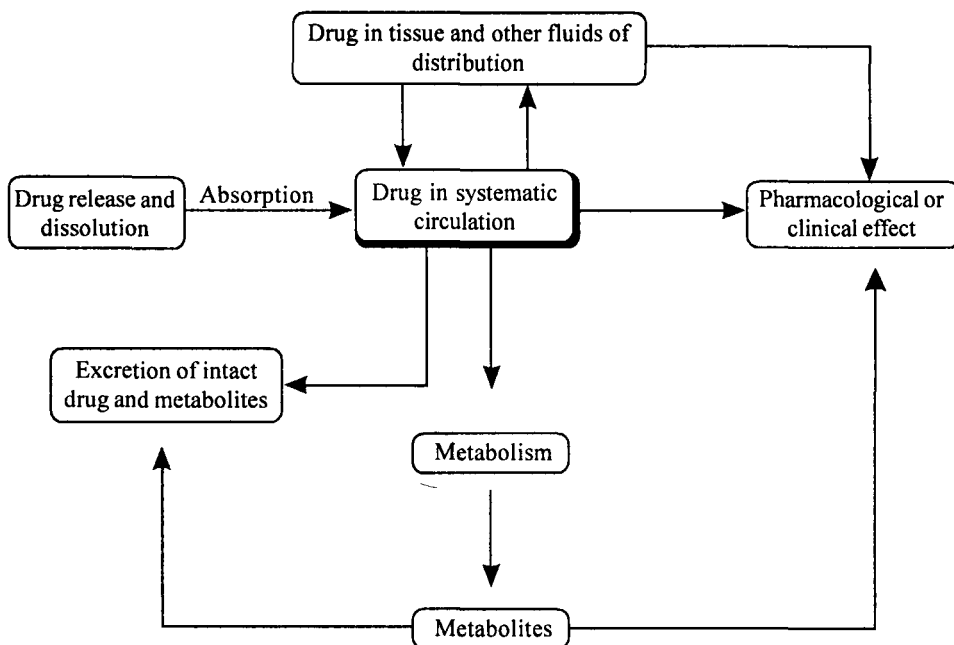 Drug in tissue and other fluids of
distribution
Drug release and
dissolution
Absorption
Drug in systematic
circulation
Pharmacological or
clinical effect
Excretion of intact
drug and metabolites
Metabolism
Metabolites